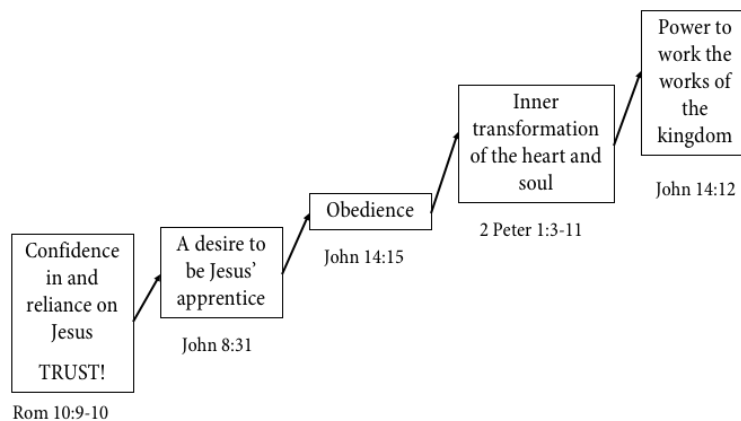 Confidence
in and
reliance on
Jesus
TRUST!
Rom 10:9-10
A desire to
be Jesus’
apprentice
John 8:31
Obedience
John 14:15
Inner
transformation
of the heart and
soul
2 Peter 1:3-11
Power to
work the
works of
the
kingdom
John 14:12